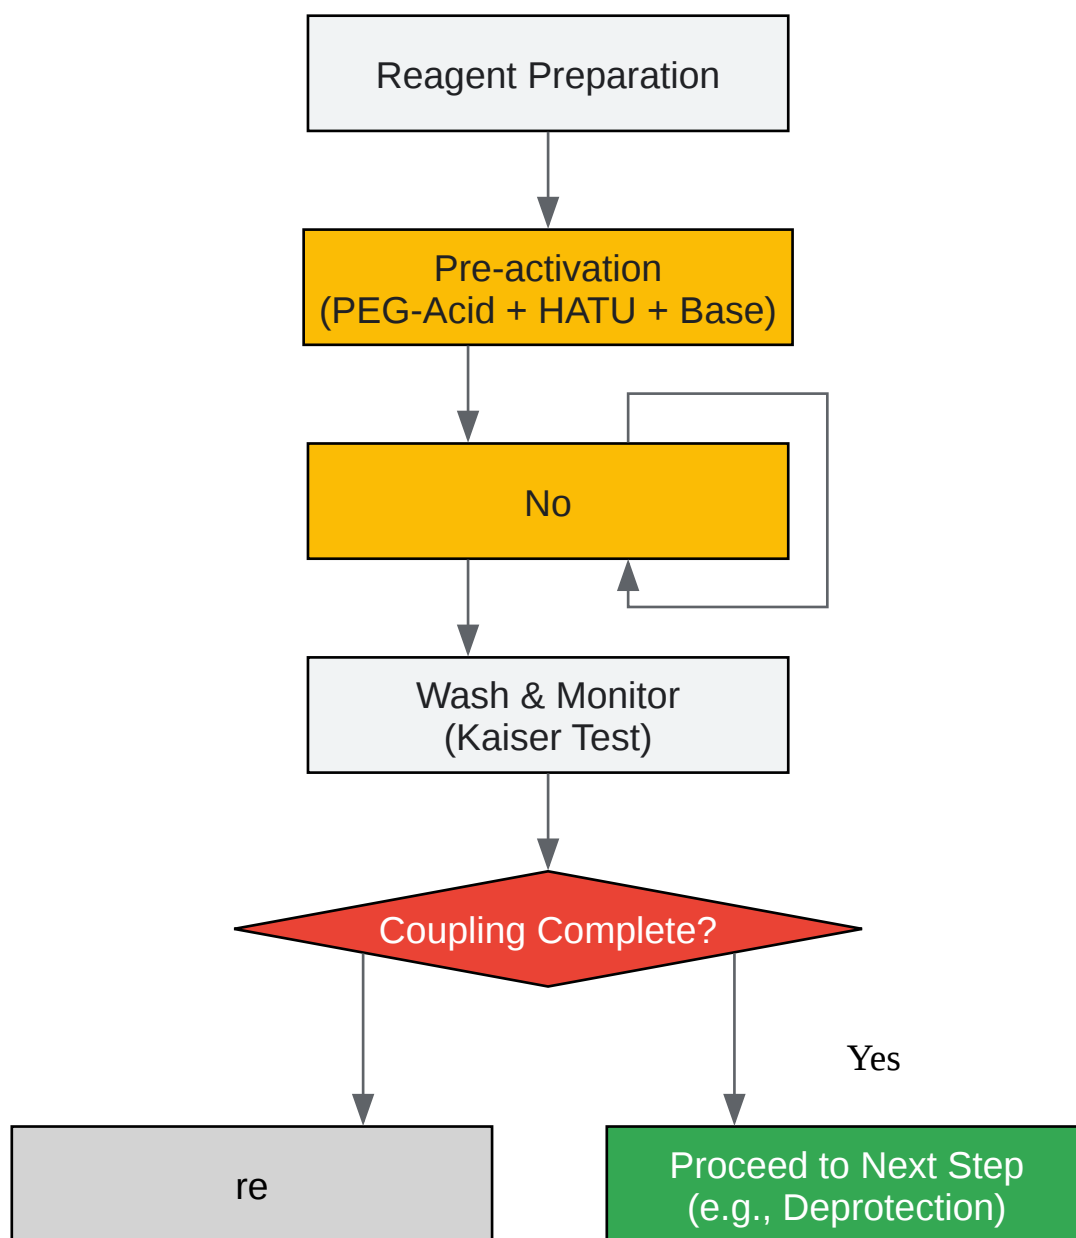 Reagent Preparation
Pre-activation
(PEG-Acid + HATU + Base)
No
Wash & Monitor
(Kaiser Test)
Coupling Complete?
Yes
re
Proceed to Next Step
(e.g., Deprotection)